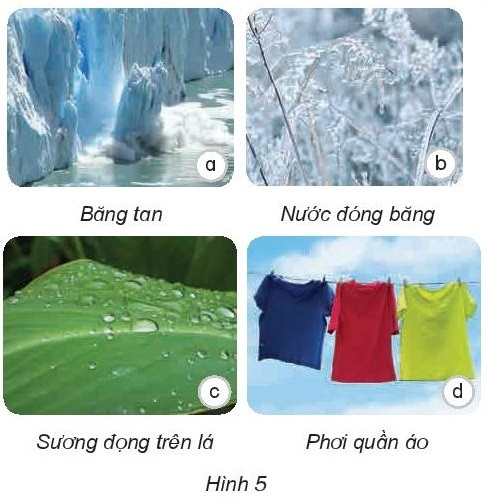 a
b
Băng tan
Nước đóng băng
c
d
Sương đọng trên lá
Phơi quần áo
Hình 5